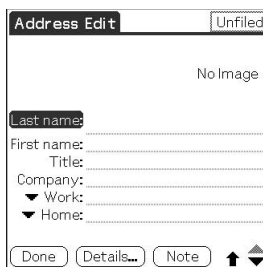 Address Edit Unfiled
No Image
Last name:
First name:
Title:
Company:
Work:
Home:
Done Details... Note